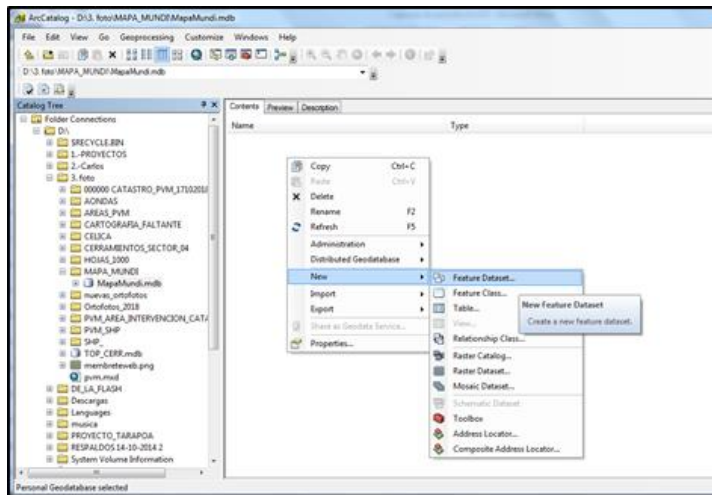 ArcCatalog - D:\3. foto\MAPA_MUNDI\MapaMundi.mdb
File Edit View Go Geoprocessing Customize Windows Help
D:\3. foto\MAPA_MUNDI\MapaMundi.mdb
Catalog Tree
Folder Connections
D:\
$RECYCLE.BIN
1.-PROYECTOS
2.-Carlos
3. foto
000000 CATASTRO_PVM_17102018
AONDAS
AREAS_PVM
CARTOGRAFIA_FALTANTE
CELICA
CERRAMIENTOS_SECTOR_04
HOJAS_1000
MAPA_MUNDI
MapaMundi.mdb
nuevas_ortofotos
Ortofotos_2018
PVM_AREA_INTERVENCION_CATA
PVM_SHP
SHP_
TOP_CERR.mdb
membreteweb.png
pvm.mxd
DE_LA_FLASH
Descargas
Languages
musica
PROYECTO_TARAPOA
RESPALDOS 14-10-2014.2
System Volume Information
Personal Geodatabase selected
Contents Preview Description
Name Type
Copy Ctrl+C
Paste Ctrl+V
Delete
Rename F2
Refresh F5
Administration
Distributed Geodatabase
New
Import
Export
Share as Geodata Service...
Properties...
Feature Dataset...
Feature Class...
Table...
View...
Relationship Class...
Raster Catalog...
Raster Dataset...
Mosaic Dataset...
Schematic Dataset
Toolbox
Address Locator...
Composite Address Locator...
New Feature Dataset
Create a new feature dataset.